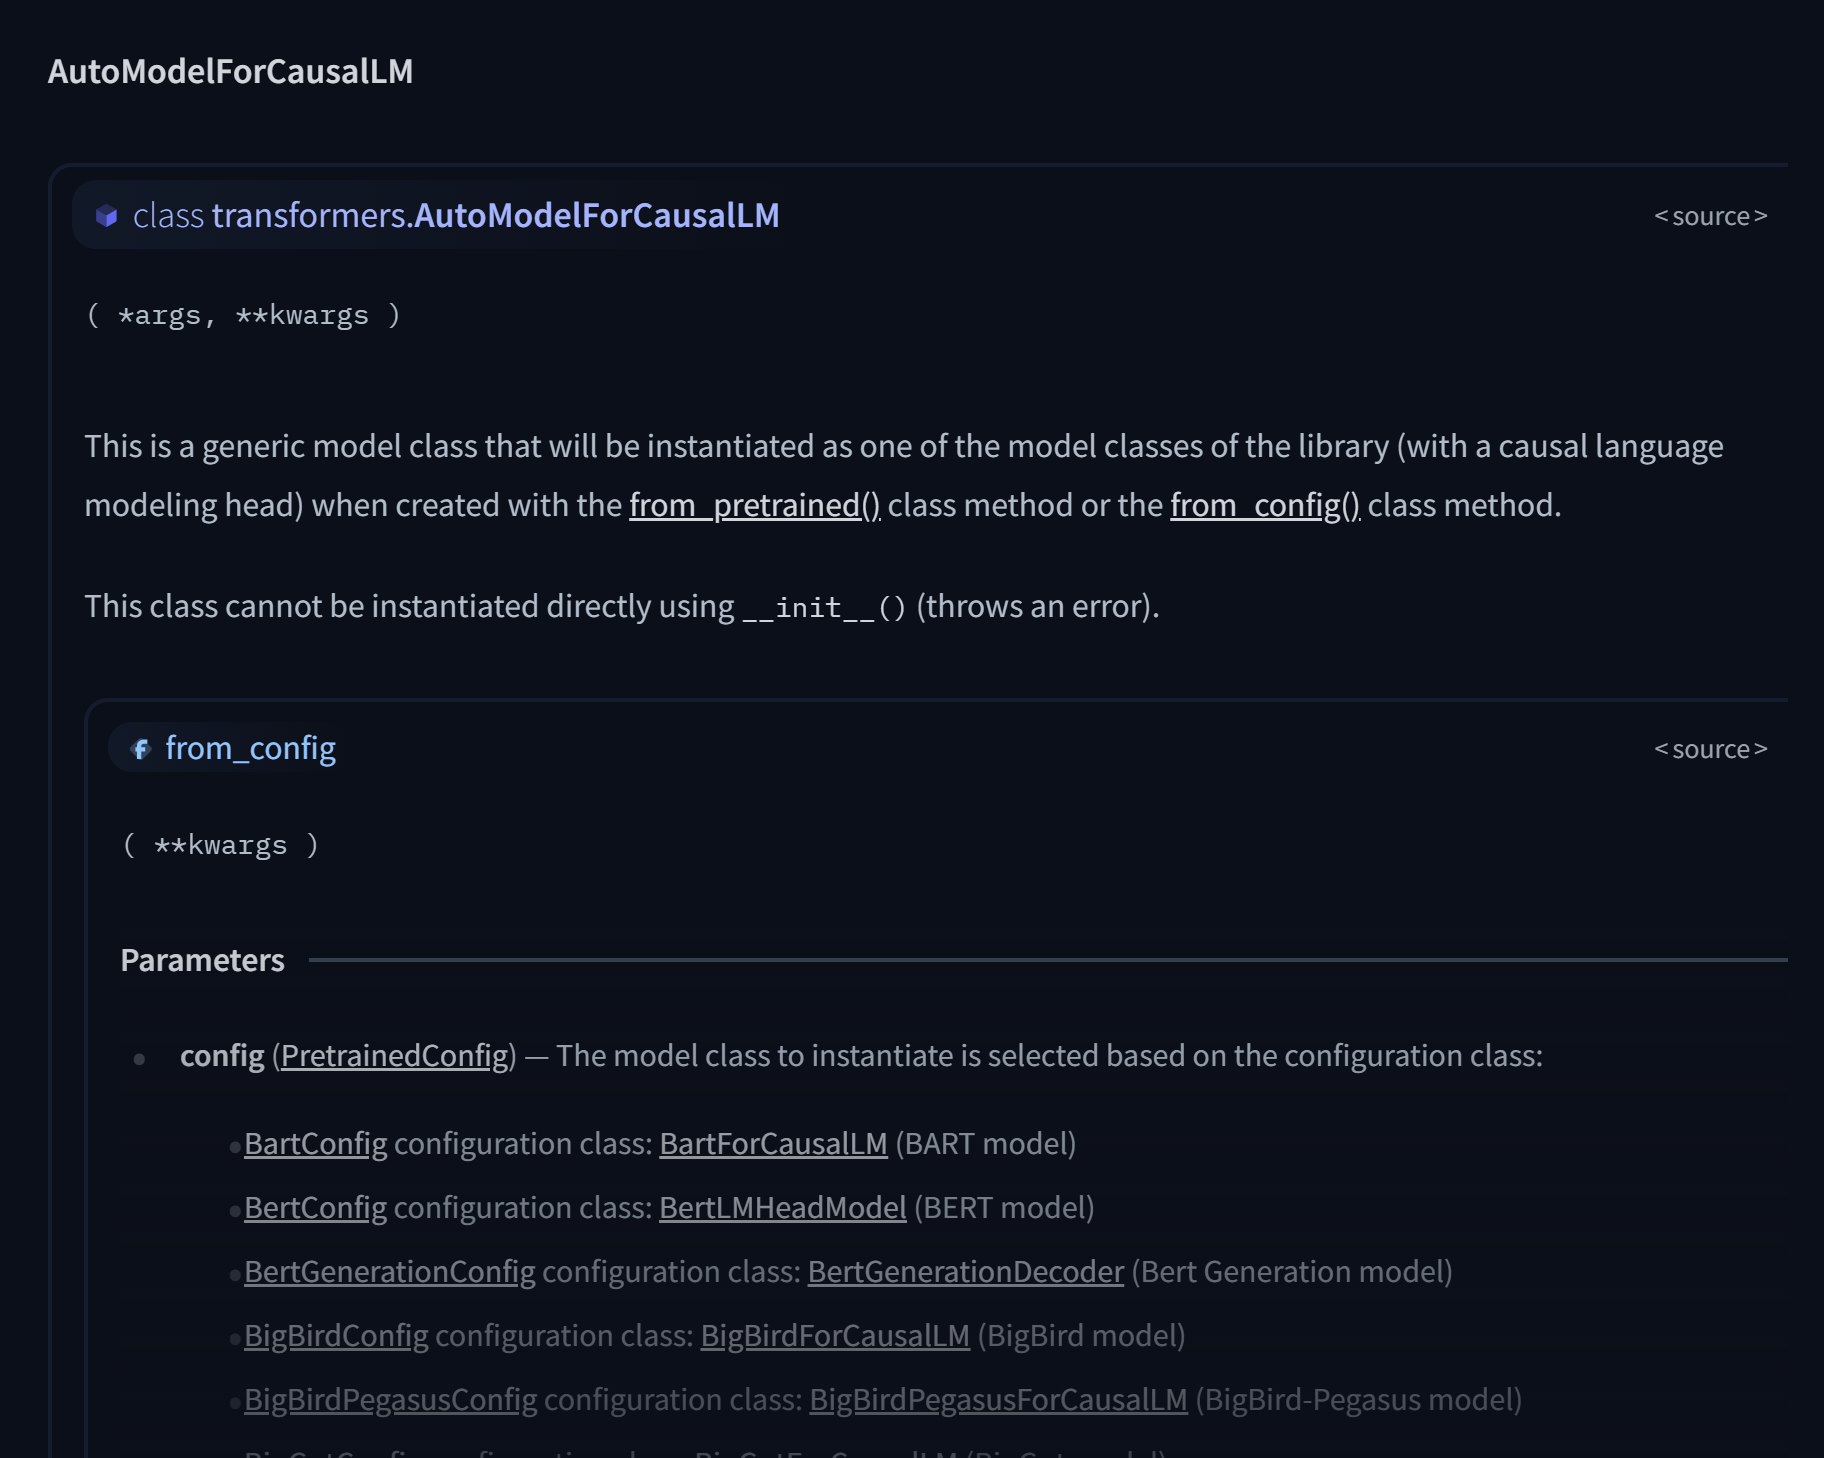 AutoModelForCausalLM
class transformers.AutoModelForCausalLM
<source>
( *args, **kwargs )
This is a generic model class that will be instantiated as one of the model classes of the library (with a causal language
modeling head) when created with the from_pretrained() class method or the from_config() class method.
This class cannot be instantiated directly using __init__() (throws an error).
from_config
<source>
( **kwargs )
Parameters
config (PretrainedConfig) — The model class to instantiate is selected based on the configuration class:
BartConfig configuration class: BartForCausalLM (BART model)
BertConfig configuration class: BertLMHeadModel (BERT model)
BertGenerationConfig configuration class: BertGenerationDecoder (Bert Generation model)
BigBirdConfig configuration class: BigBirdForCausalLM (BigBird model)
BigBirdPegasusConfig configuration class: BigBirdPegasusForCausalLM (BigBird-Pegasus model)